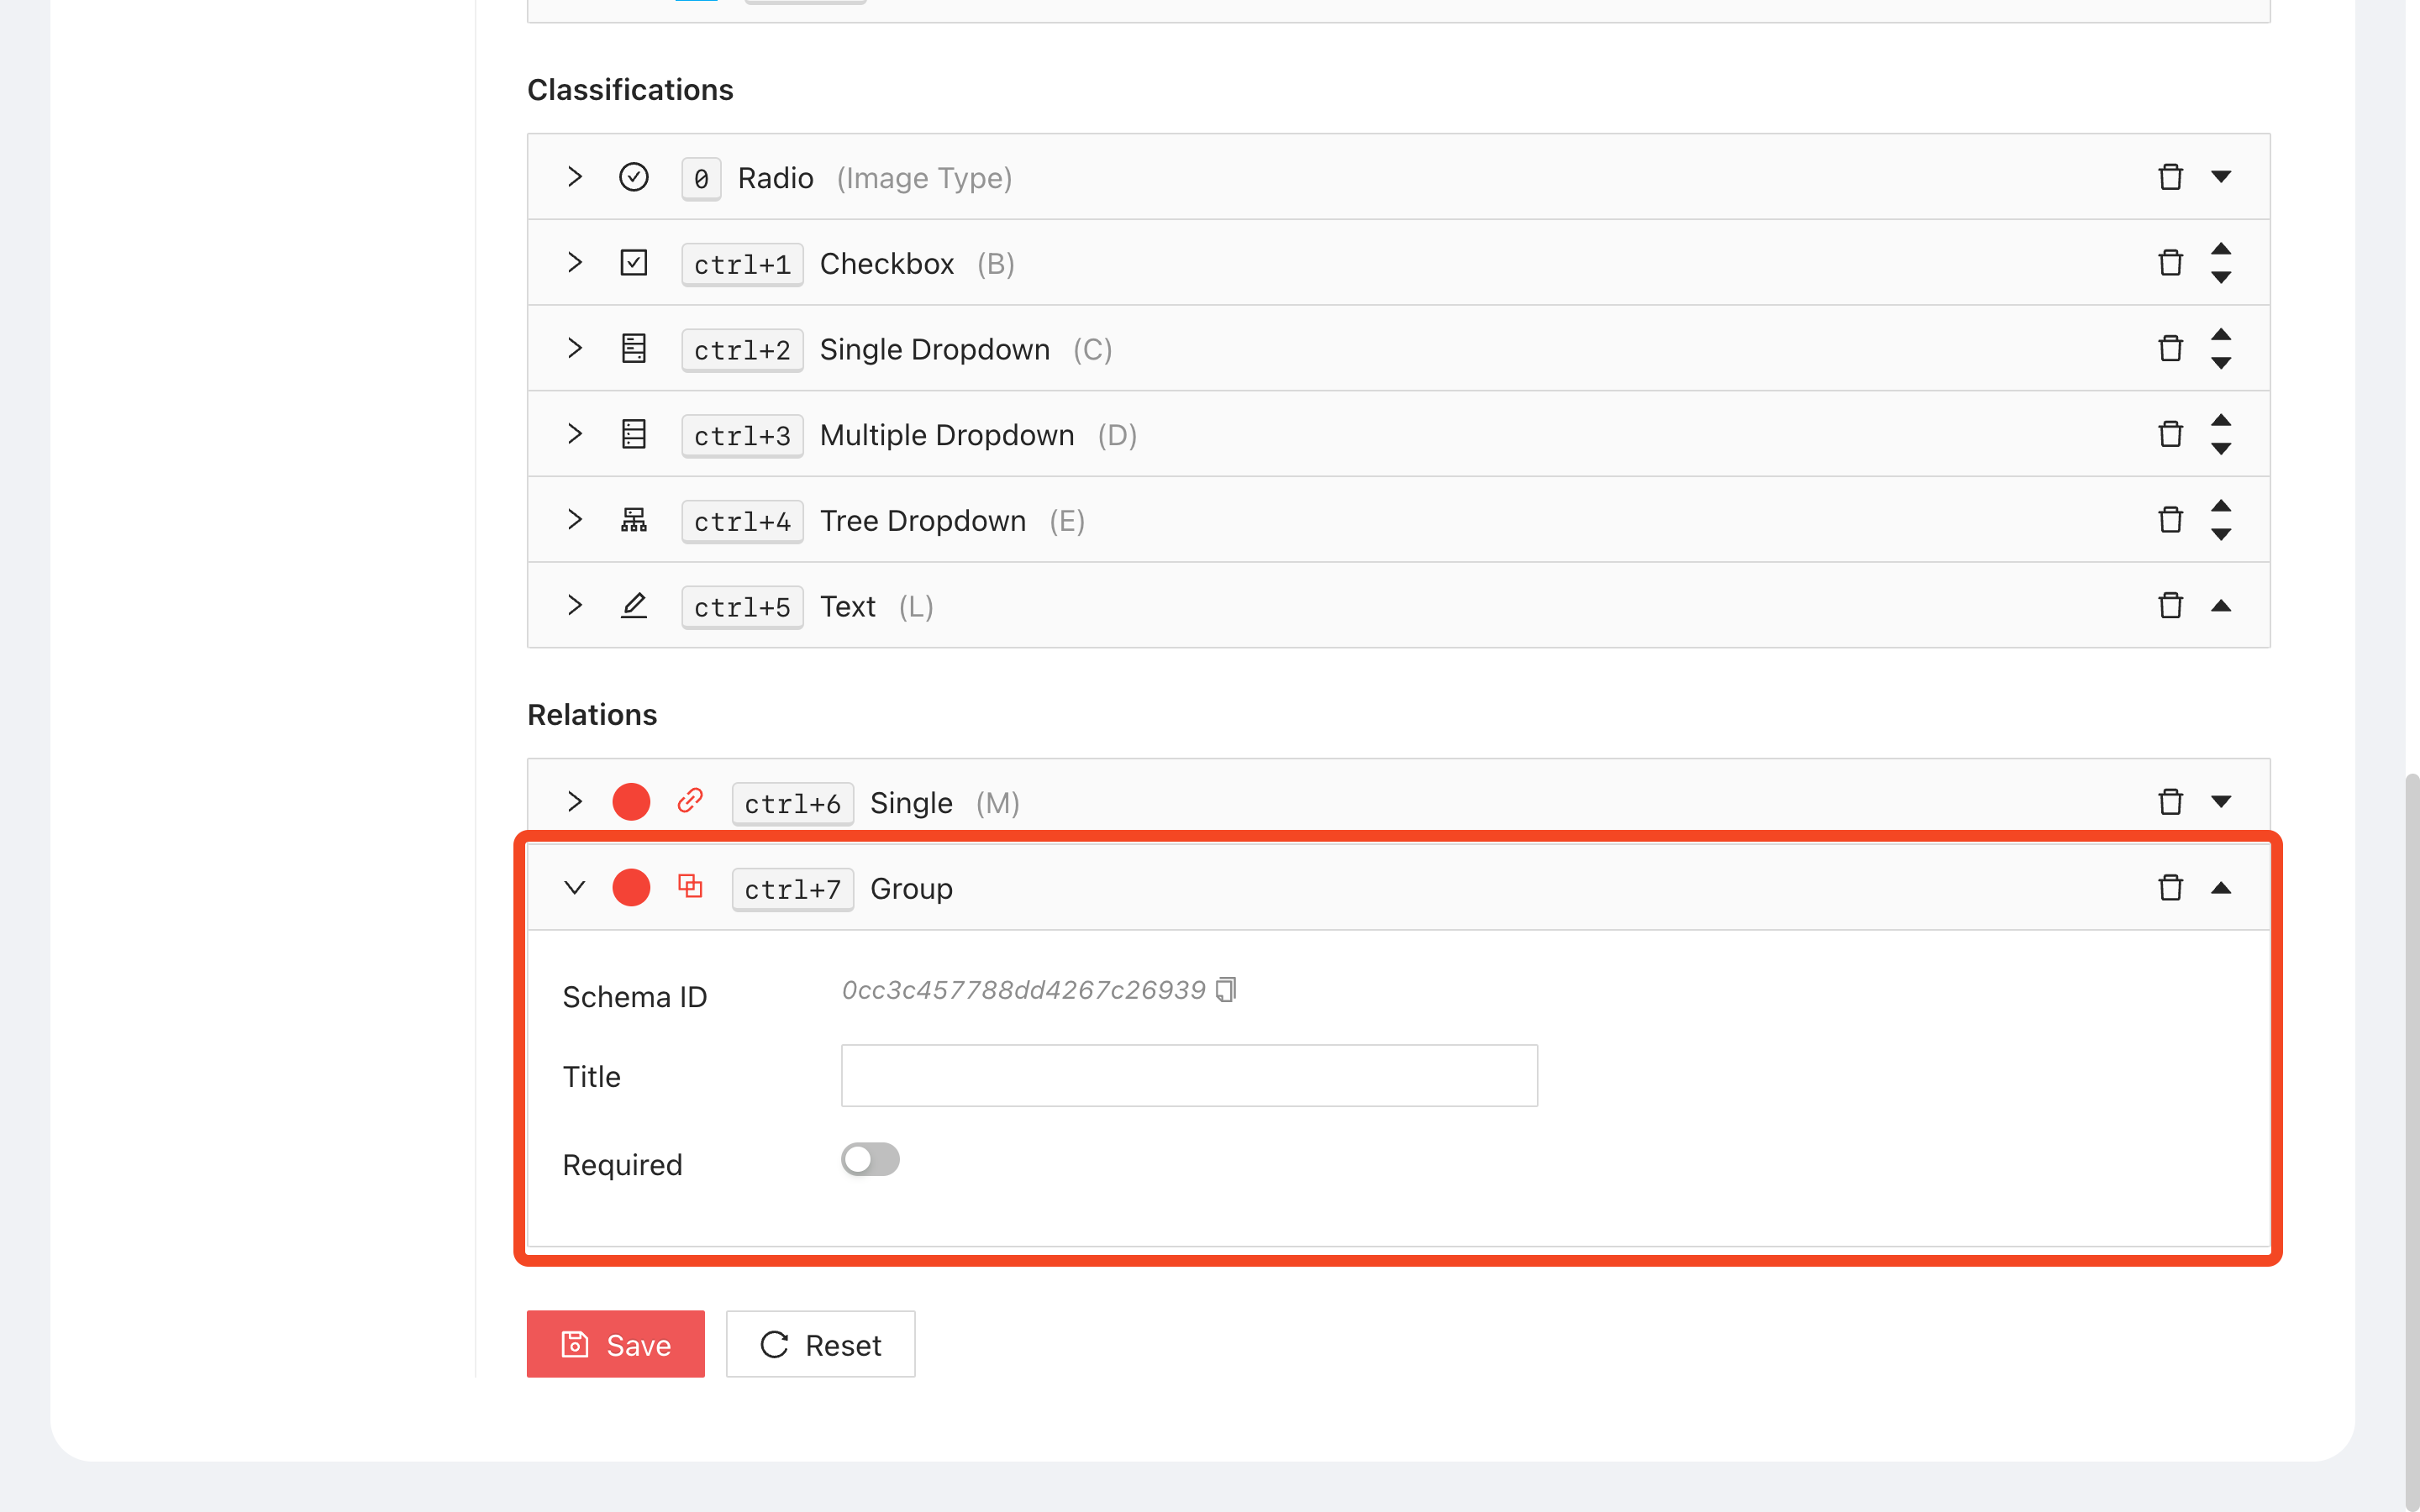 Classifications
0 Radio (Image Type)
ctrl+1 Checkbox (B)
ctrl+2 Single Dropdown (C)
ctrl+3 Multiple Dropdown (D)
ctrl+4 Tree Dropdown (E)
ctrl+5 Text (L)
Relations
ctrl+6 Single (M)
ctrl+7 Group
Schema ID 0cc3c457788dd4267c26939
Title
Required
Save Reset